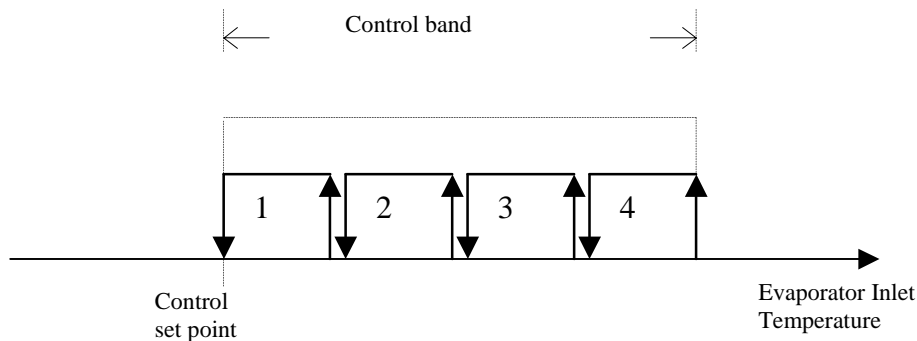 Control band
1 2 3 4
Control
set point
Evaporator Inlet
Temperature